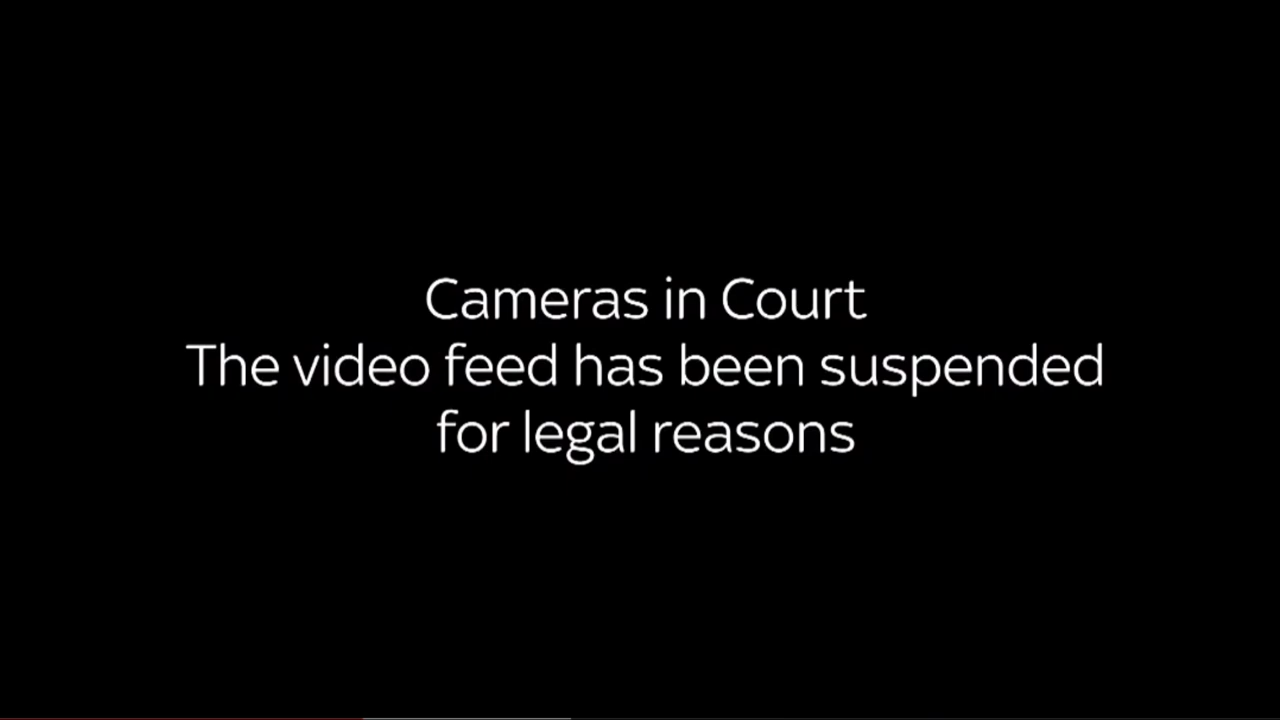 Cameras in Court
The video feed has been suspended
for legal reasons